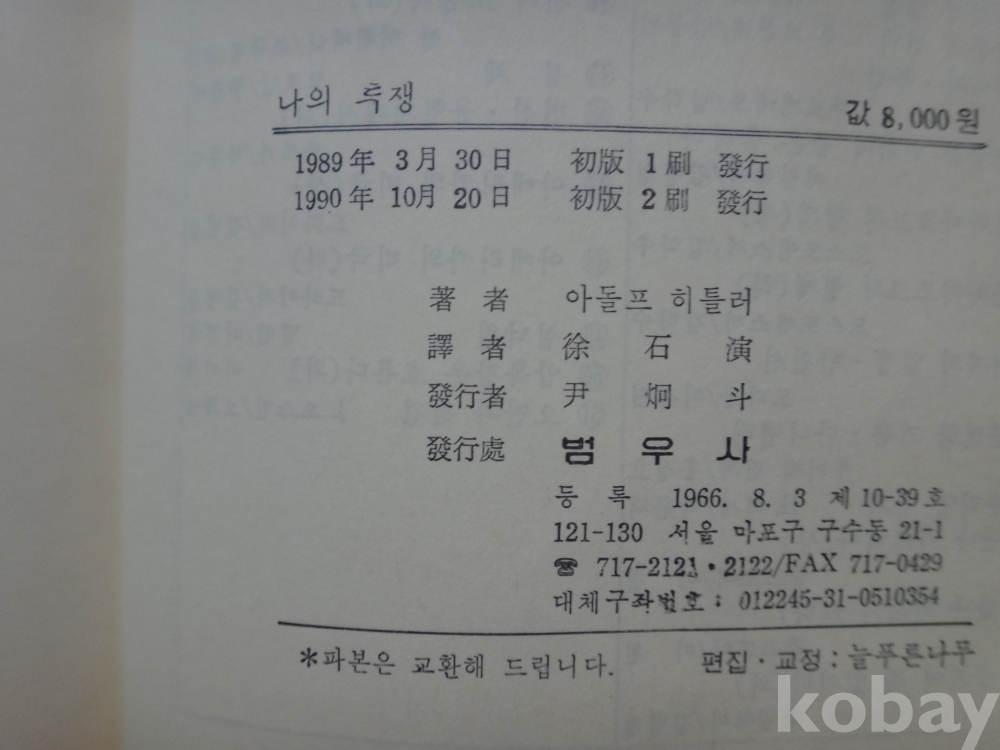 나의 투쟁 값 8,000원
1989年 3月 30日 初版 1刷 發行
1990年 10月 20日 初版 2刷 發行
著者 아돌프 히틀러
譯者 徐石演
發行者 尹炯斗
發行處 범우사
등록 1966. 8. 3 제10-39호
121-130 서울 마포구 구수동 21-1
☎ 717-2121・2122/FAX 717-0429
대체구좌번호 : 012245-31-0510354
*파본은 교환해 드립니다. 편집·교정 : 늘푸른나무
kobay